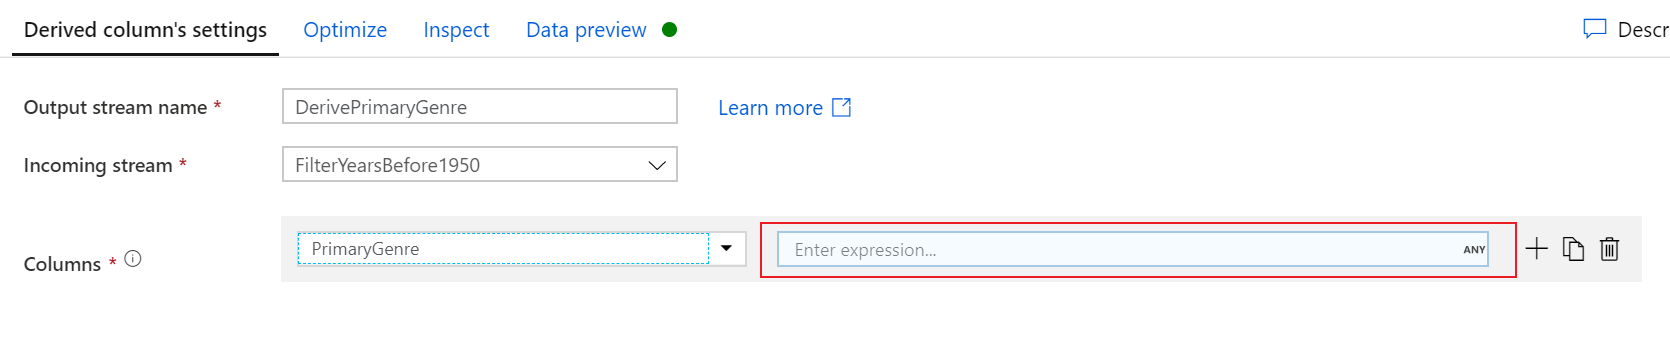 Derived column's settings Optimize Inspect Data preview Descr
Output stream name * DerivePrimaryGenre Learn more
Incoming stream * FilterYearsBefore1950
Columns * PrimaryGenre Enter expression... ANY